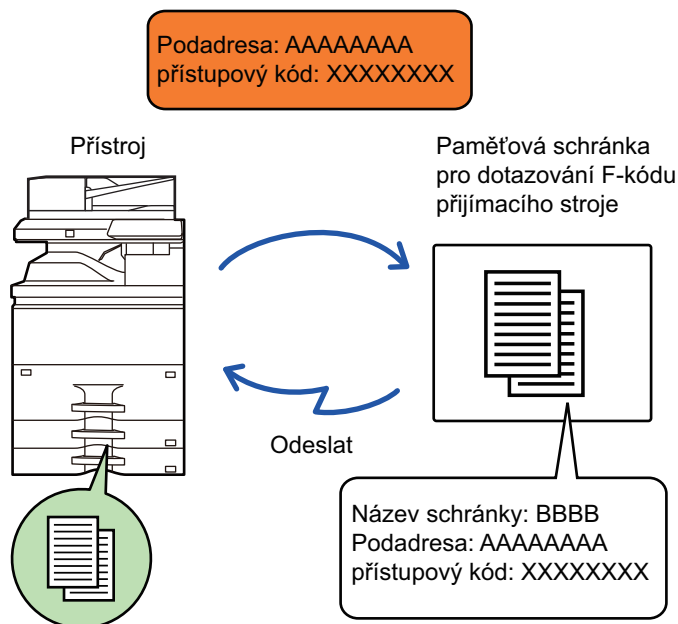 Podadresa: AAAAAAAA
přístupový kód: XXXXXXXX
Přístroj
Paměťová schránka
pro dotazování F-kódu
přijímacího stroje
Odeslat
Název schránky: BBBB
Podadresa: AAAAAAAA
přístupový kód: XXXXXXXX